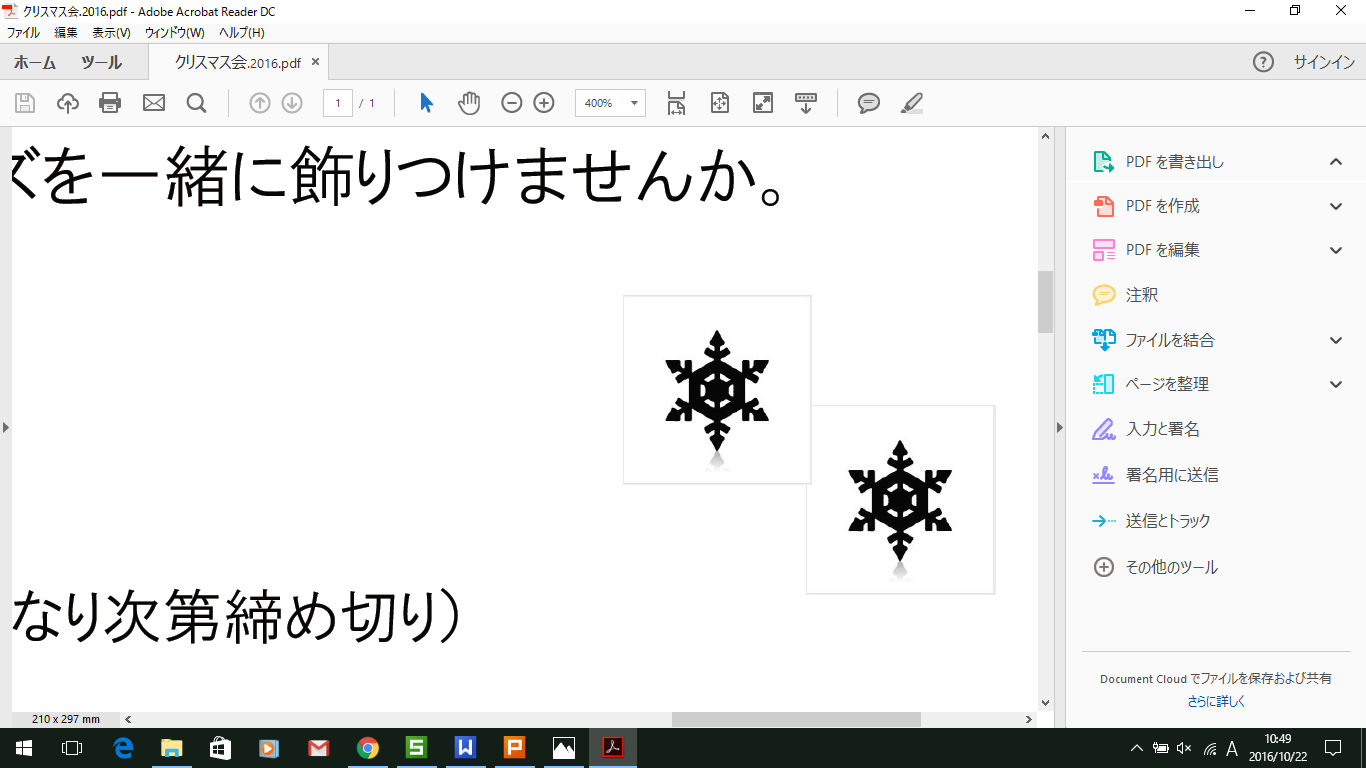 クリスマス会.2016.pdf - Adobe Acrobat Reader DC
ファイル 編集 表示(V) ウィンドウ(W) ヘルプ(H)
ホーム ツール クリスマス会.2016.pdf × サインイン
1 / 1 400%
ズを一緒に飾りつけませんか。
なり次第締め切り）
PDF を書き出し
PDF を作成
PDF を編集
注釈
ファイルを結合
ページを整理
入力と署名
署名用に送信
送信とトラック
その他のツール
Document Cloud でファイルを保存および共有
さらに詳しく
210 x 297 mm
A 10:49
2016/10/22